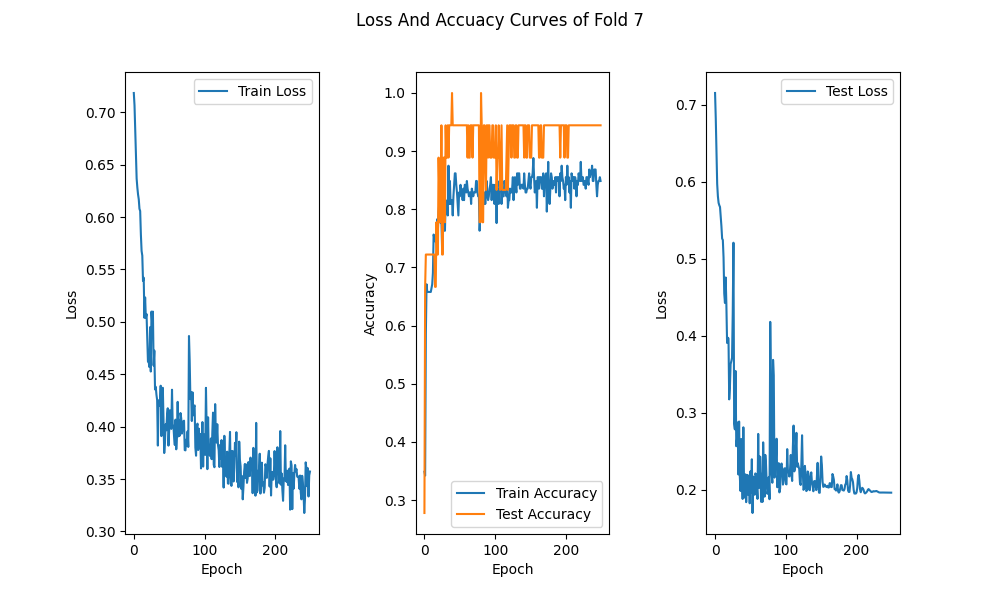 Loss And Accuacy Curves of Fold 7
Train Loss
0.70
0.65
0.60
0.55
0.50
0.45
0.40
0.35
0.30
Loss
0
100
200
Epoch
1.0
0.9
0.8
0.7
0.6
0.5
0.4
0.3
Accuracy
Train Accuracy
Test Accuracy
0
100
200
Epoch
Test Loss
0.7
0.6
0.5
0.4
0.3
0.2
Loss
0
100
200
Epoch